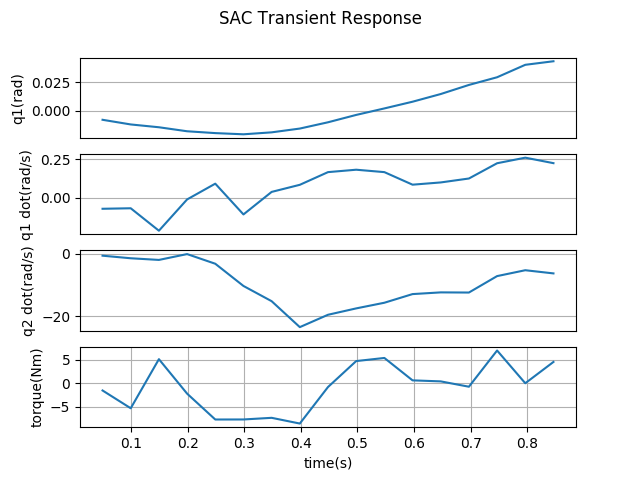 SAC Transient Response
q1(rad)
0.025
0.000
q1 dot(rad/s)
0.25
0.00
q2 dot(rad/s)
0
−20
torque(Nm)
5
0
−5
0.1 0.2 0.3 0.4 0.5 0.6 0.7 0.8
time(s)